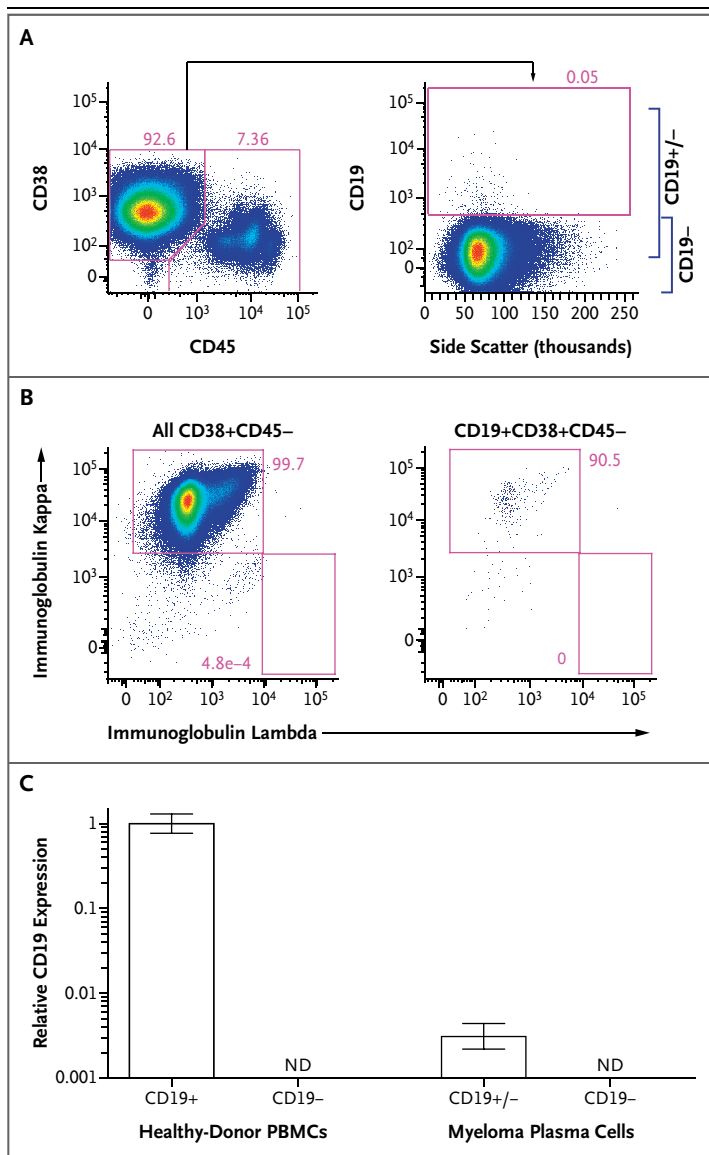 A
0.05
92.6 7.36
CD38
10⁵
10⁴
10³
10²
0
0 10³ 10⁴ 10⁵
CD45
CD19
10⁵
10⁴
10³
10²
0
0 50 100 150 200 250
Side Scatter (thousands)
CD19+/−
CD19−
B
All CD38+CD45−
99.7
10⁵
10⁴
10³
0
4.8e−4
0 10² 10³ 10⁴ 10⁵
CD19+CD38+CD45−
90.5
10⁵
10⁴
10³
0
0
0 10² 10³ 10⁴ 10⁵
Immunoglobulin Kappa
Immunoglobulin Lambda
C
Relative CD19 Expression
1
0.1
0.01
0.001
ND ND
CD19+ CD19− CD19+/− CD19−
Healthy-Donor PBMCs Myeloma Plasma Cells